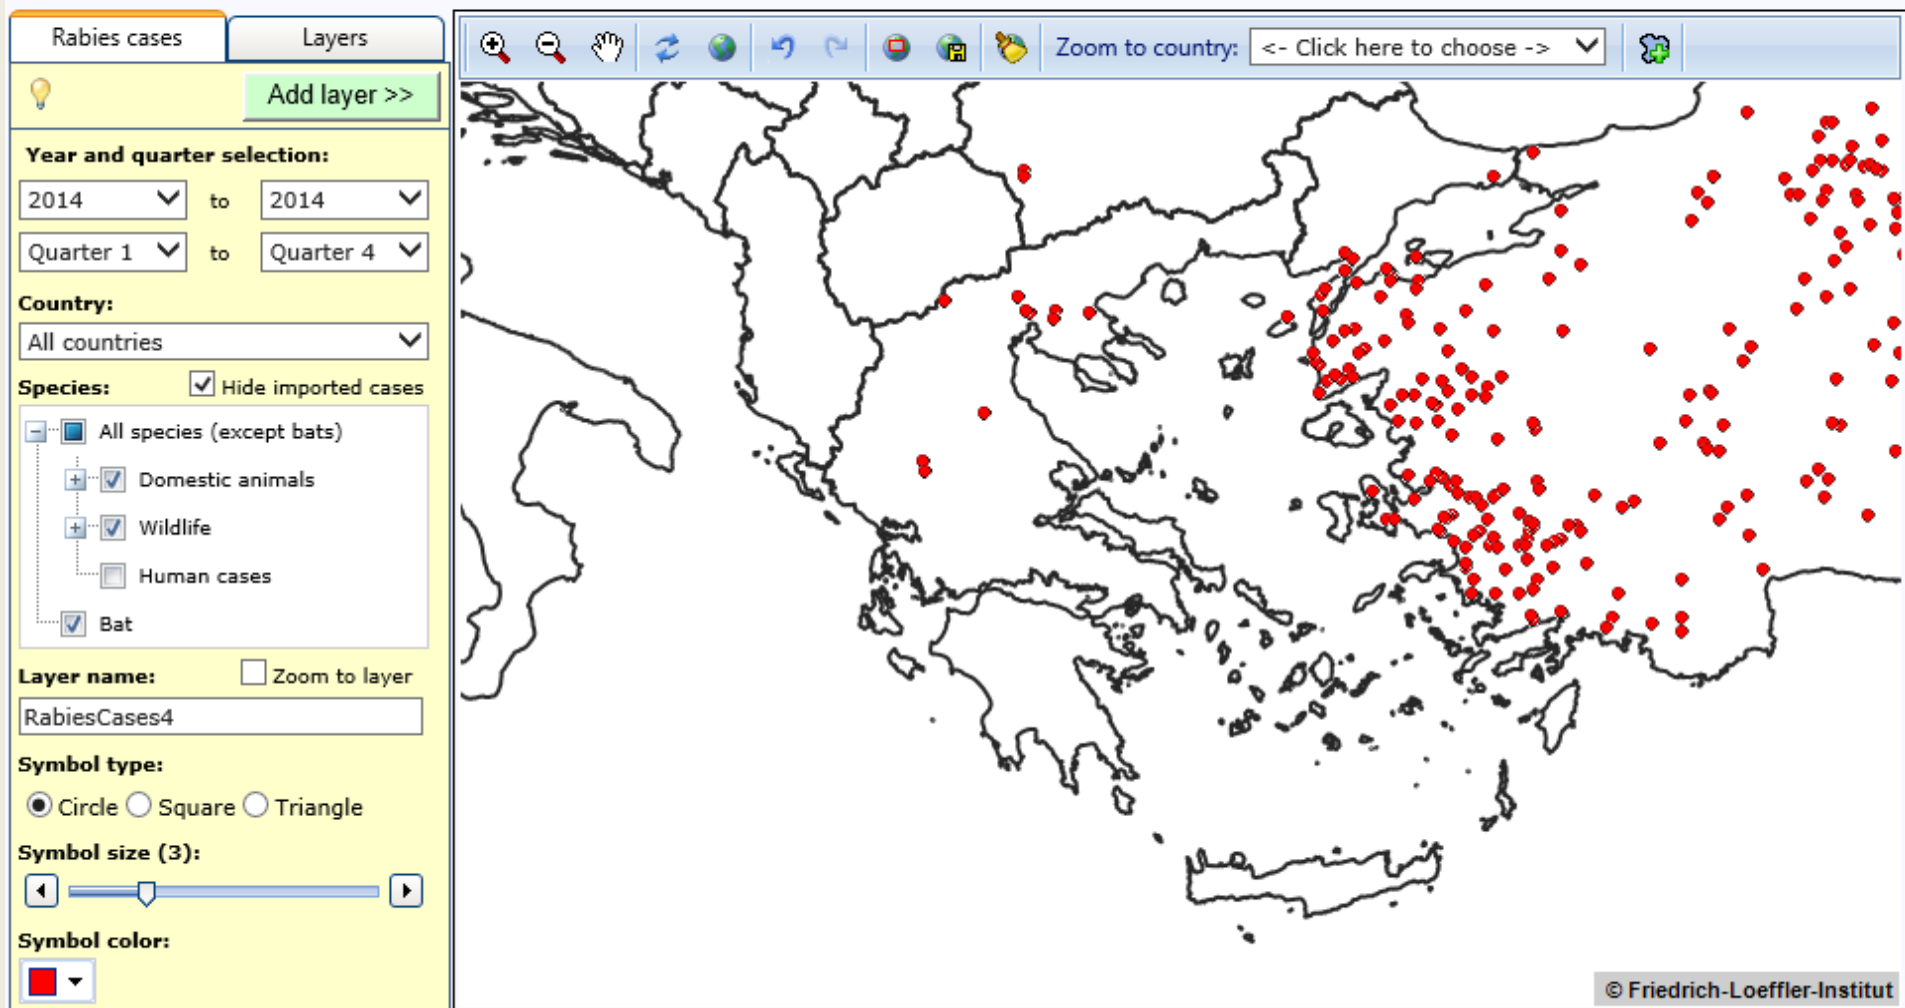 Rabies cases
Layers
Add layer >>
Year and quarter selection:
2014 to 2014
Quarter 1 to Quarter 4
Country:
All countries
Species: Hide imported cases
All species (except bats)
Domestic animals
Wildlife
Human cases
Bat
Layer name: Zoom to layer
RabiesCases4
Symbol type:
Circle Square Triangle
Symbol size (3):
Symbol color:
Zoom to country: <- Click here to choose ->
© Friedrich-Loeffler-Institut